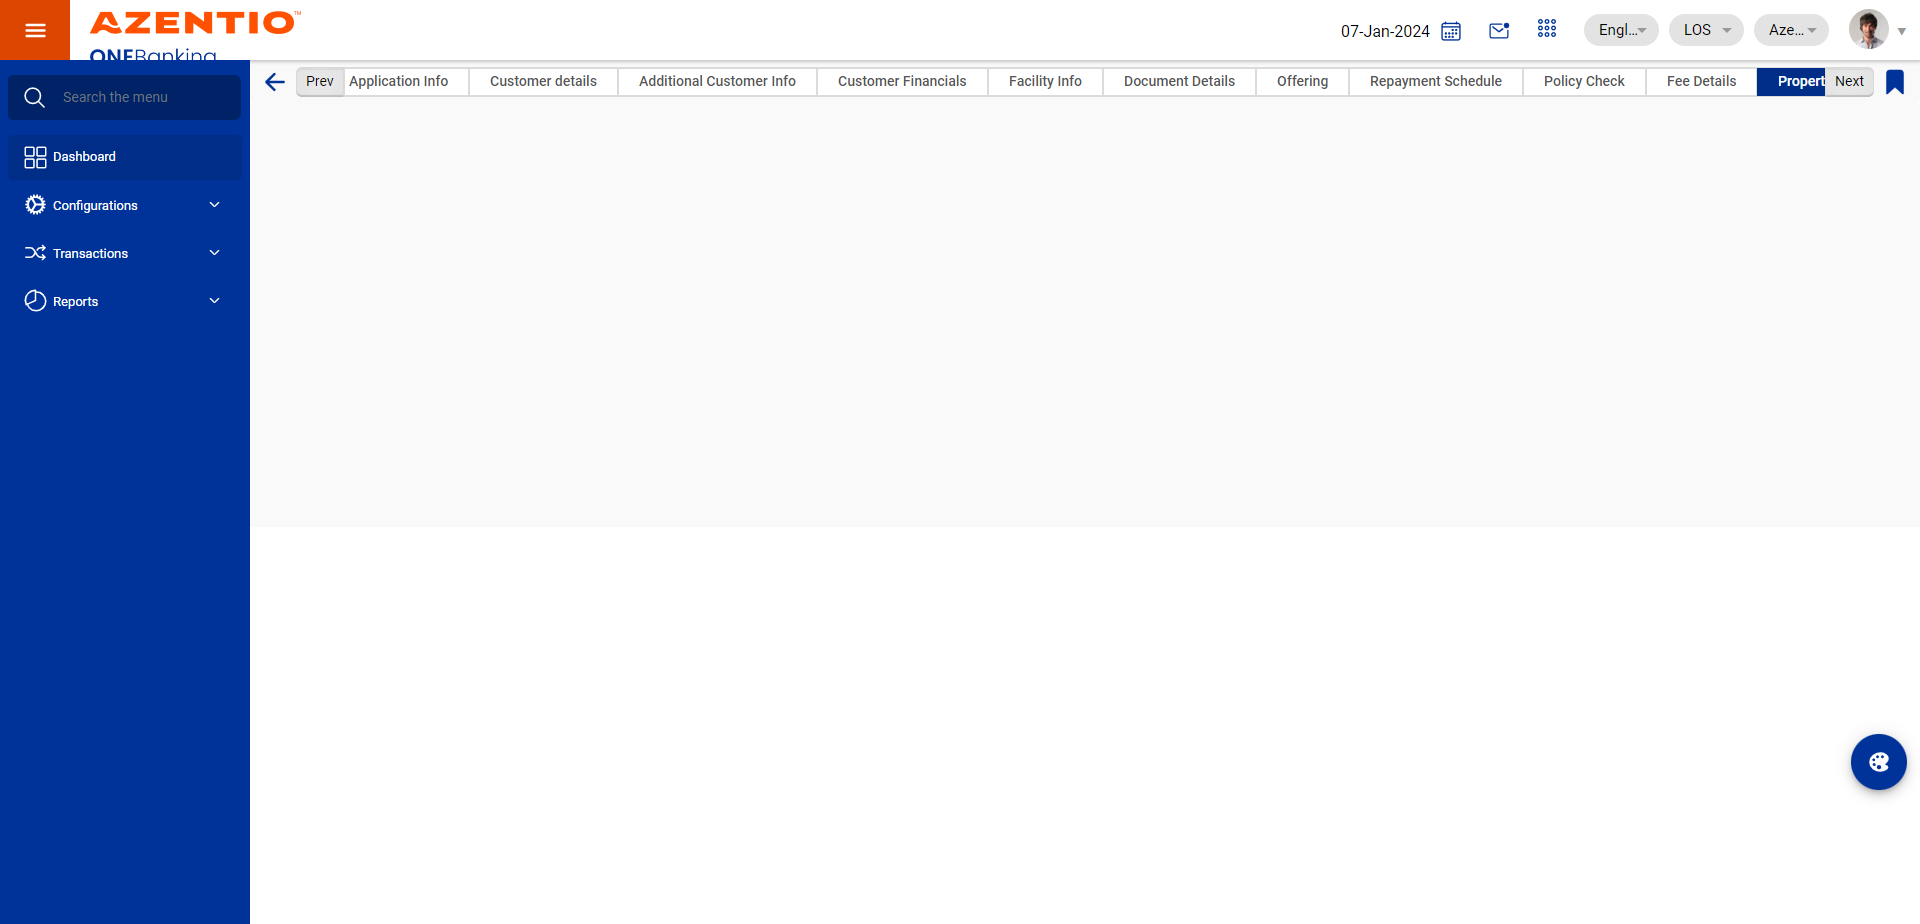 AZENTIO™
ONEBanking
07-Jan-2024
Engl...
LOS
Aze...
Search the menu
Dashboard
Configurations
Transactions
Reports
Prev
Application Info
Customer details
Additional Customer Info
Customer Financials
Facility Info
Document Details
Offering
Repayment Schedule
Policy Check
Fee Details
Propert
Next